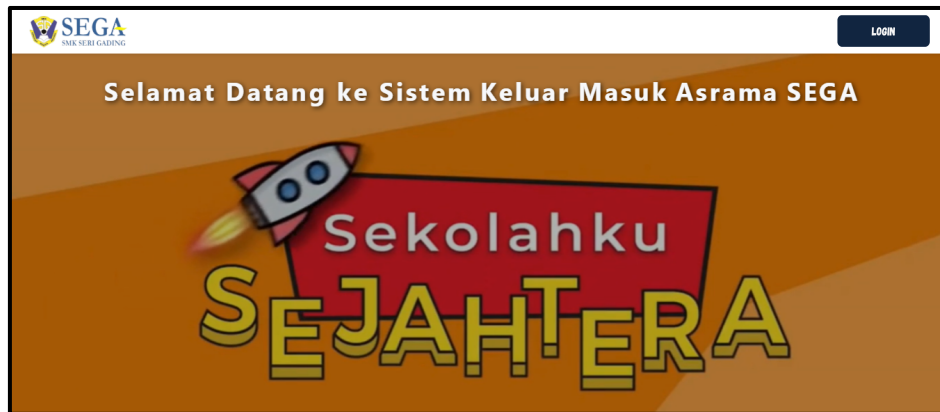 SEGA
SMK SERI GADING
LOGIN
Selamat Datang ke Sistem Keluar Masuk Asrama SEGA
Sekolahku
SEJAHTERA